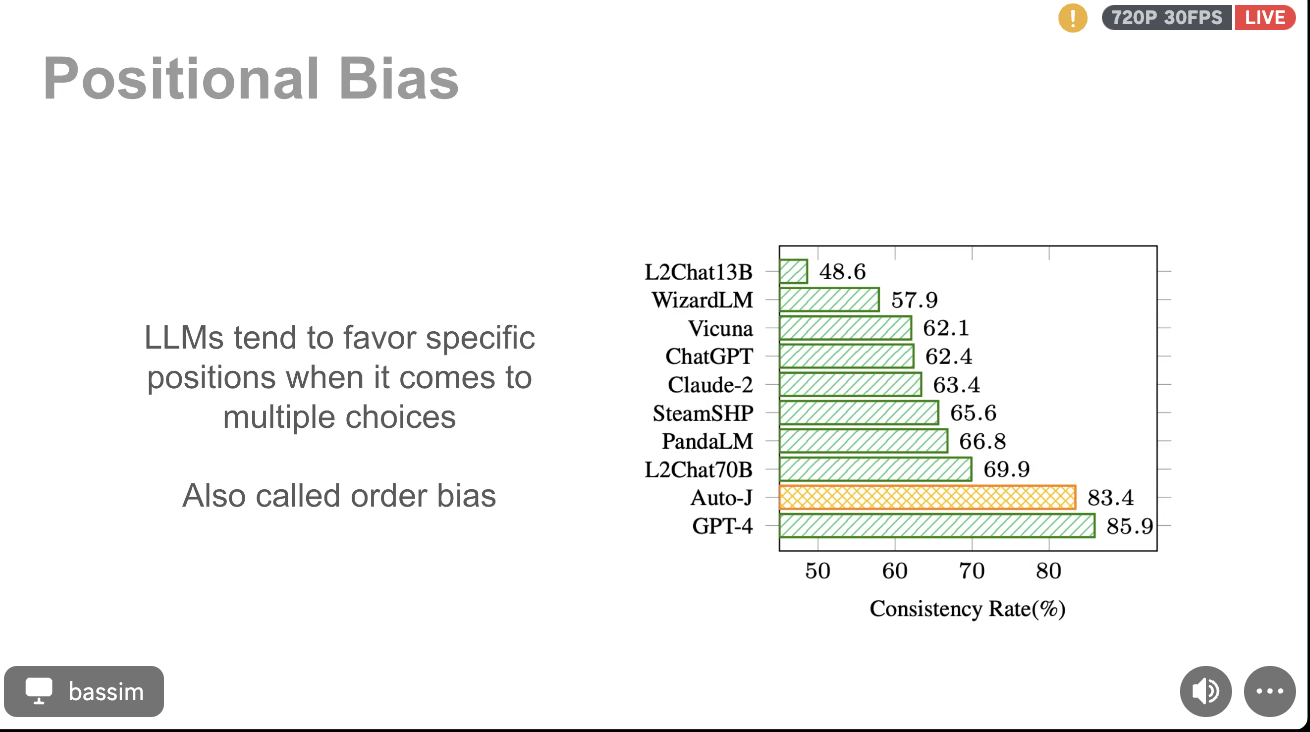 ! 720P 30FPS LIVE
Positional Bias
LLMs tend to favor specific
positions when it comes to
multiple choices
Also called order bias
L2Chat13B 48.6
WizardLM 57.9
Vicuna 62.1
ChatGPT 62.4
Claude-2 63.4
SteamSHP 65.6
PandaLM 66.8
L2Chat70B 69.9
Auto-J 83.4
GPT-4 85.9
50 60 70 80
Consistency Rate(%)
bassim